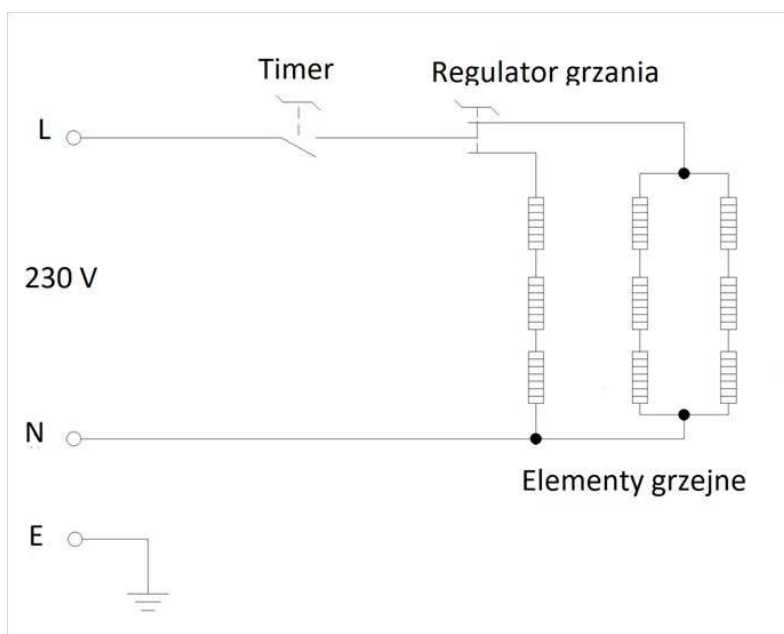 Timer
Regulator grzania
L
230 V
N
Elementy grzejne
E